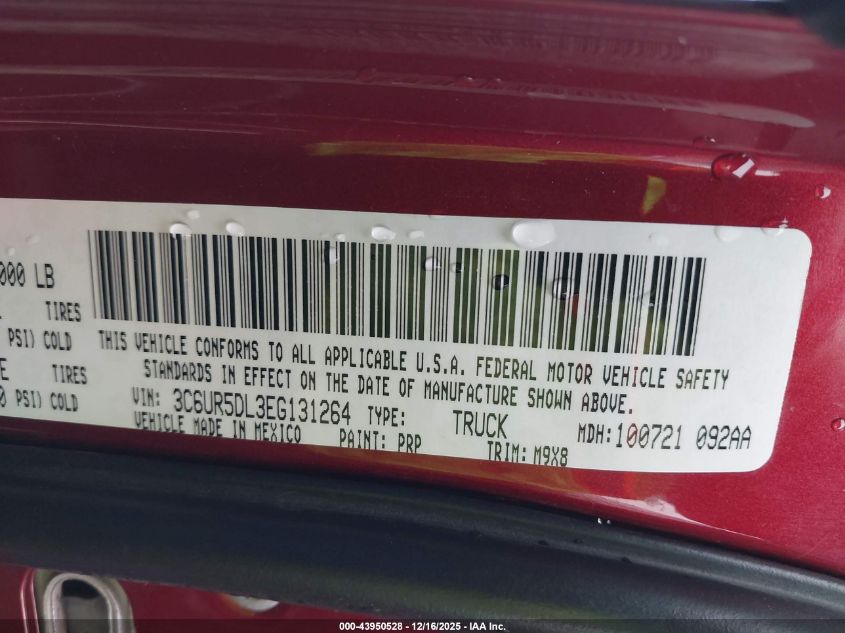 000 LB
TIRES
PSI) COLD
E TIRES
0 PSI) COLD
THIS VEHICLE CONFORMS TO ALL APPLICABLE U.S.A. FEDERAL MOTOR VEHICLE SAFETY
STANDARDS IN EFFECT ON THE DATE OF MANUFACTURE SHOWN ABOVE.
VIN: 3C6UR5DL3EG131264 TYPE: TRUCK MDH:100721 092AA
VEHICLE MADE IN MEXICO PAINT: PRP TRIM: M9X8
000-43950528 - 12/16/2025 - IAA Inc.